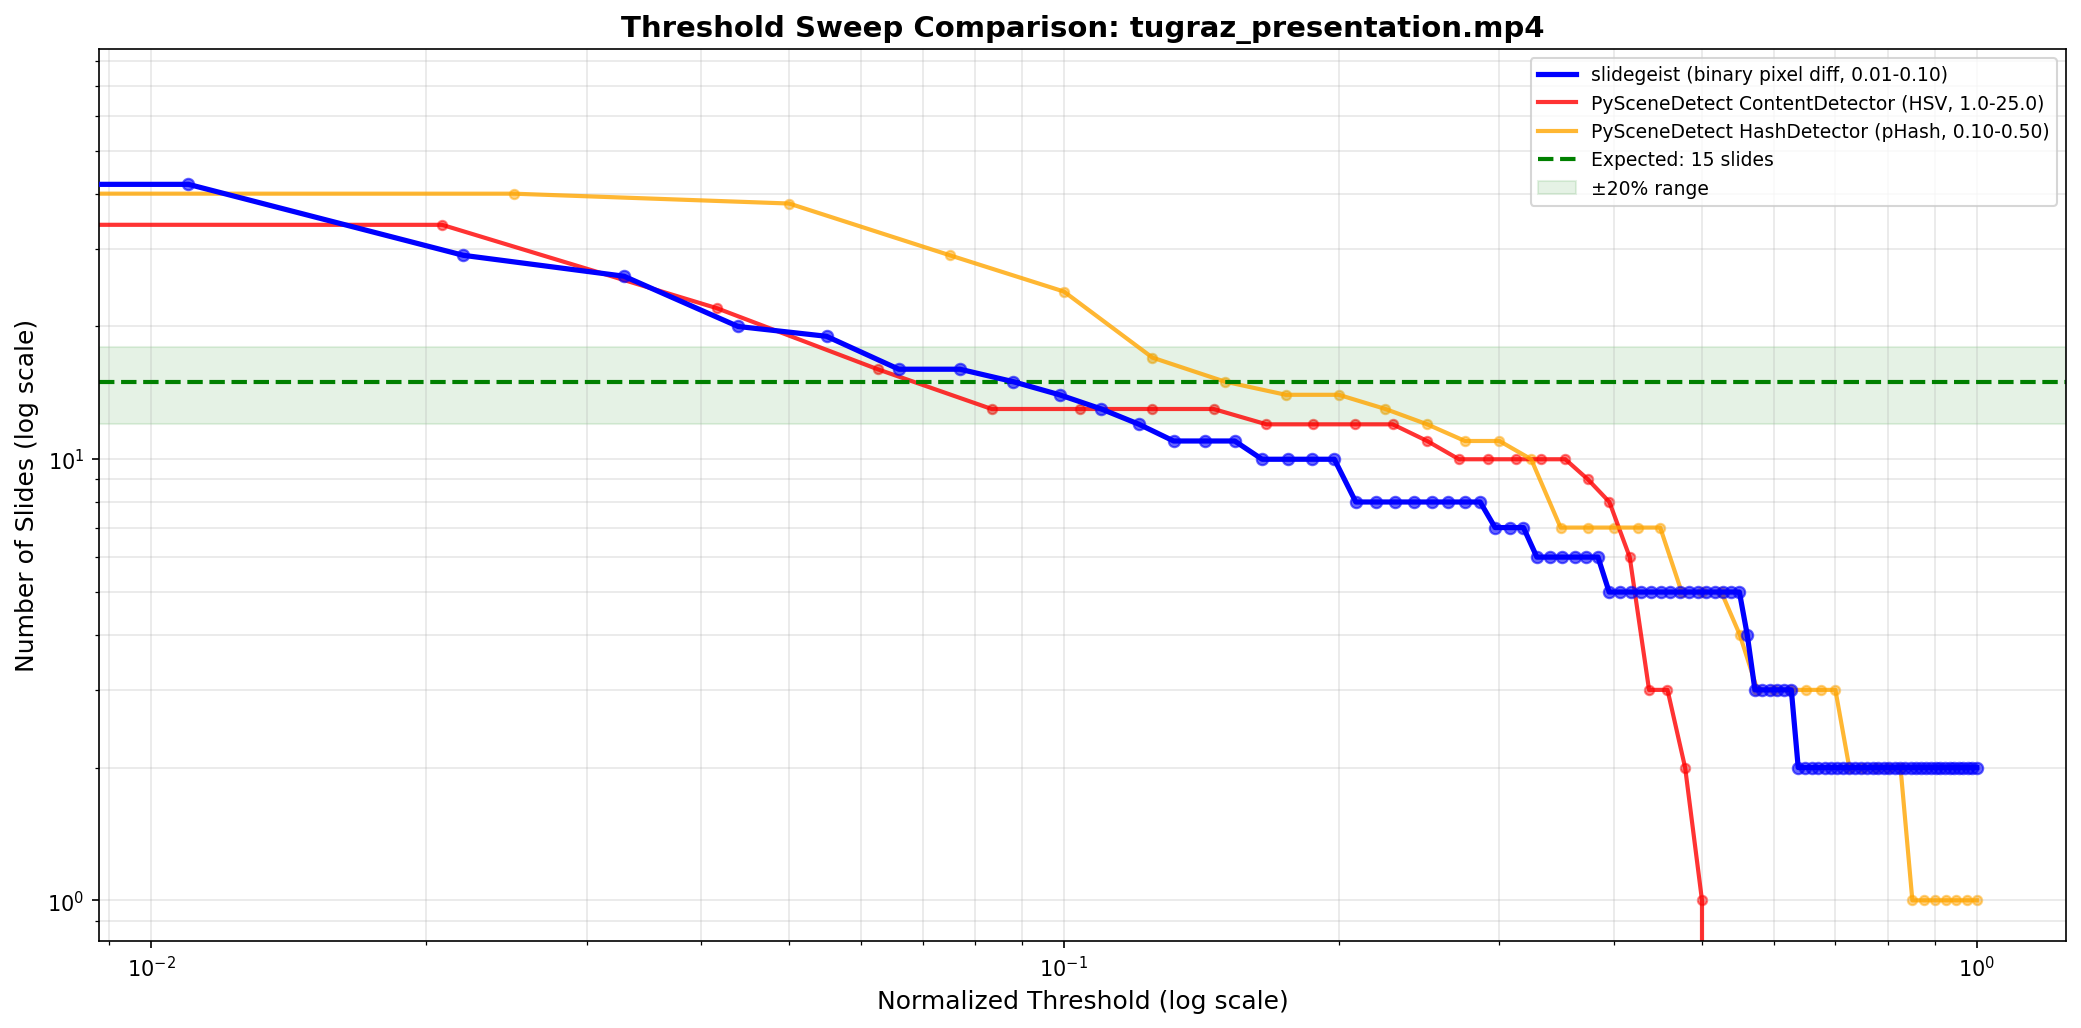 Threshold Sweep Comparison: tugraz_presentation.mp4
slidegeist (binary pixel diff, 0.01-0.10)
PySceneDetect ContentDetector (HSV, 1.0-25.0)
PySceneDetect HashDetector (pHash, 0.10-0.50)
Expected: 15 slides
±20% range
Number of Slides (log scale)
10¹
10⁰
10⁻²
10⁻¹
10⁰
Normalized Threshold (log scale)